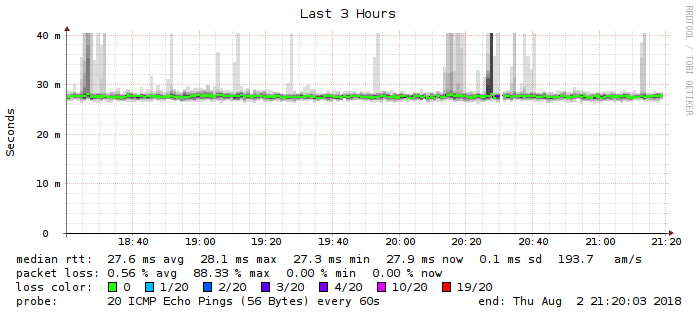 Last 3 Hours
RRDTOOL / TOBI OETIKER
Seconds
40 m
30 m
20 m
10 m
0
18:40 19:00 19:20 19:40 20:00 20:20 20:40 21:00 21:20
median rtt: 27.6 ms avg 28.1 ms max 27.3 ms min 27.9 ms now 0.1 ms sd 193.7 am/s
packet loss: 0.56 % avg 88.33 % max 0.00 % min 0.00 % now
loss color: 0 1/20 2/20 3/20 4/20 10/20 19/20
probe: 20 ICMP Echo Pings (56 Bytes) every 60s end: Thu Aug 2 21:20:03 2018